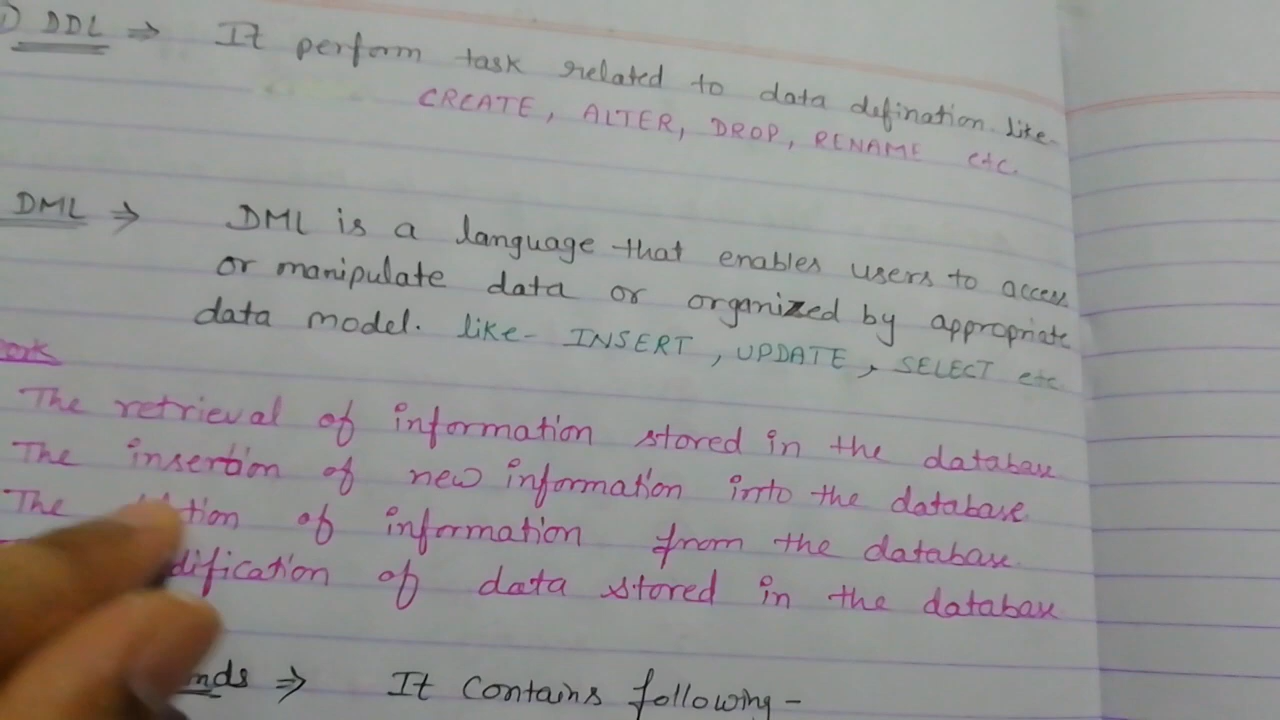 1) DDL ⇒ It perform task related to data defination like-
CREATE, ALTER, DROP, RENAME etc.
DML ⇒ DML is a language that enables users to access
or manipulate data or organized by appropriate
data model. like- INSERT, UPDATE, SELECT etc
The retrieval of information stored in the database
The insertion of new information into the database
The of information from the database.
of data stored in the database
⇒ It contains following-